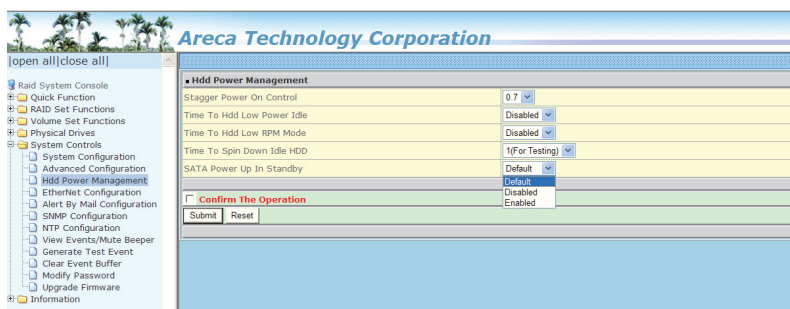 Areca Technology Corporation
|open all|close all|
Raid System Console
Quick Function
RAID Set Functions
Volume Set Functions
Physical Drives
System Controls
System Configuration
Advanced Configuration
Hdd Power Management
EtherNet Configuration
Alert By Mail Configuration
SNMP Configuration
NTP Configuration
View Events/Mute Beeper
Generate Test Event
Clear Event Buffer
Modify Password
Upgrade Firmware
Information
Hdd Power Management
Stagger Power On Control 0.7
Time To Hdd Low Power Idle Disabled
Time To Hdd Low RPM Mode Disabled
Time To Spin Down Idle HDD 1(For Testing)
SATA Power Up In Standby Default
Default
Disabled
Enabled
Confirm The Operation
Submit Reset